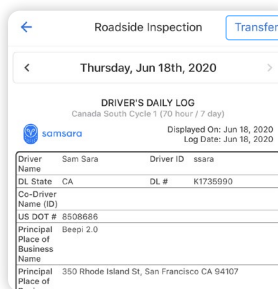 Roadside Inspection
Transfer
Thursday, Jun 18th, 2020
DRIVER'S DAILY LOG
Canada South Cycle 1 (70 hour / 7 day)
samsara
Displayed On: Jun 18, 2020
Log Date: Jun 18, 2020
Driver Name Sam Sara Driver ID ssara
DL State CA DL # K1735990
Co-Driver Name (ID)
US DOT # 8508686
Principal Place of Business Name Beepi 2.0
Principal Place of 350 Rhode Island St, San Francisco CA 94107